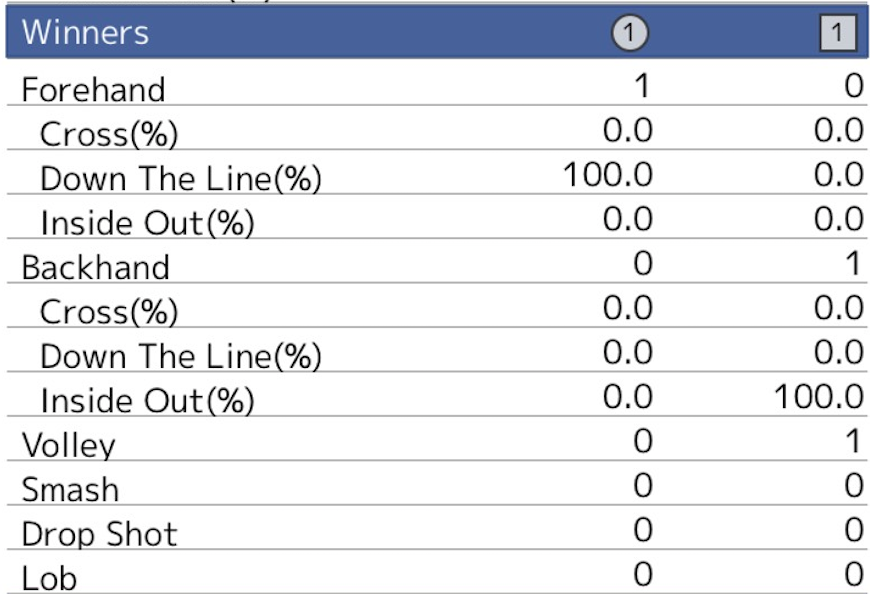 Winners 1 1
Forehand 1 0
Cross(%) 0.0 0.0
Down The Line(%) 100.0 0.0
Inside Out(%) 0.0 0.0
Backhand 0 1
Cross(%) 0.0 0.0
Down The Line(%) 0.0 0.0
Inside Out(%) 0.0 100.0
Volley 0 1
Smash 0 0
Drop Shot 0 0
Lob 0 0